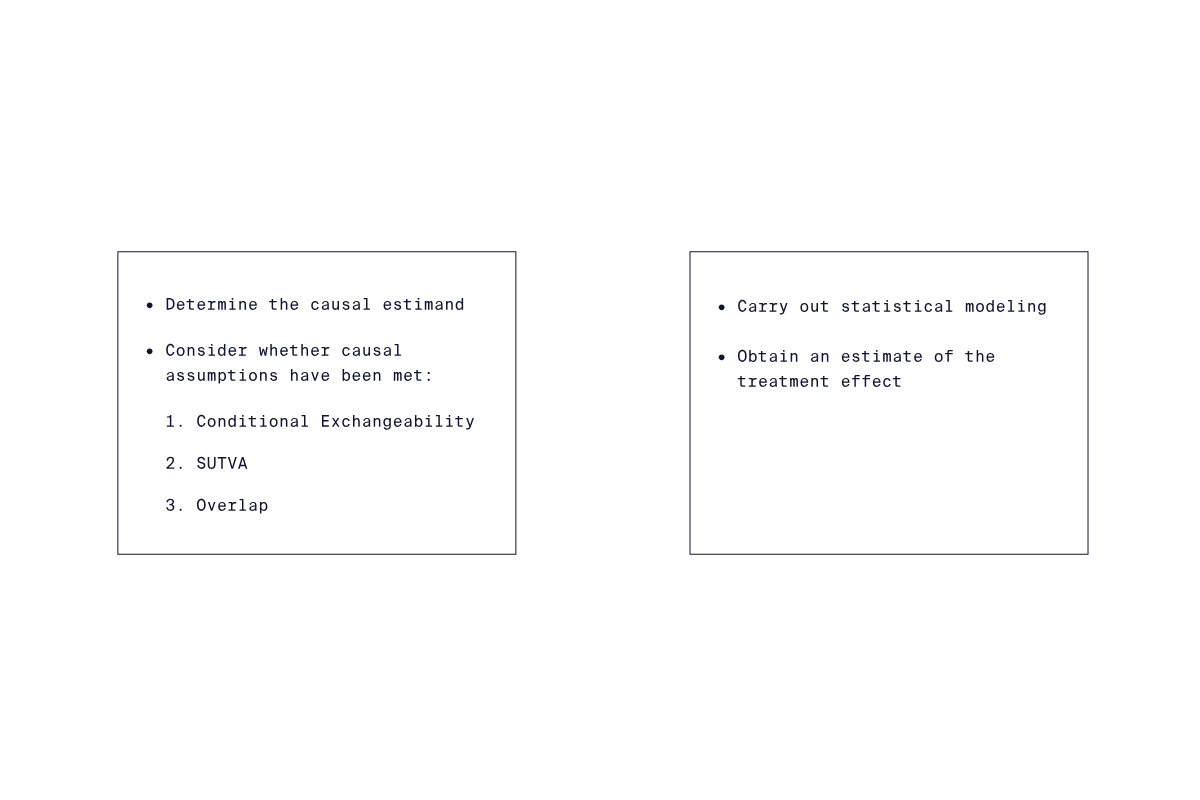 • Determine the causal estimand
• Consider whether causal
assumptions have been met:
1. Conditional Exchangeability
2. SUTVA
3. Overlap
• Carry out statistical modeling
• Obtain an estimate of the
treatment effect